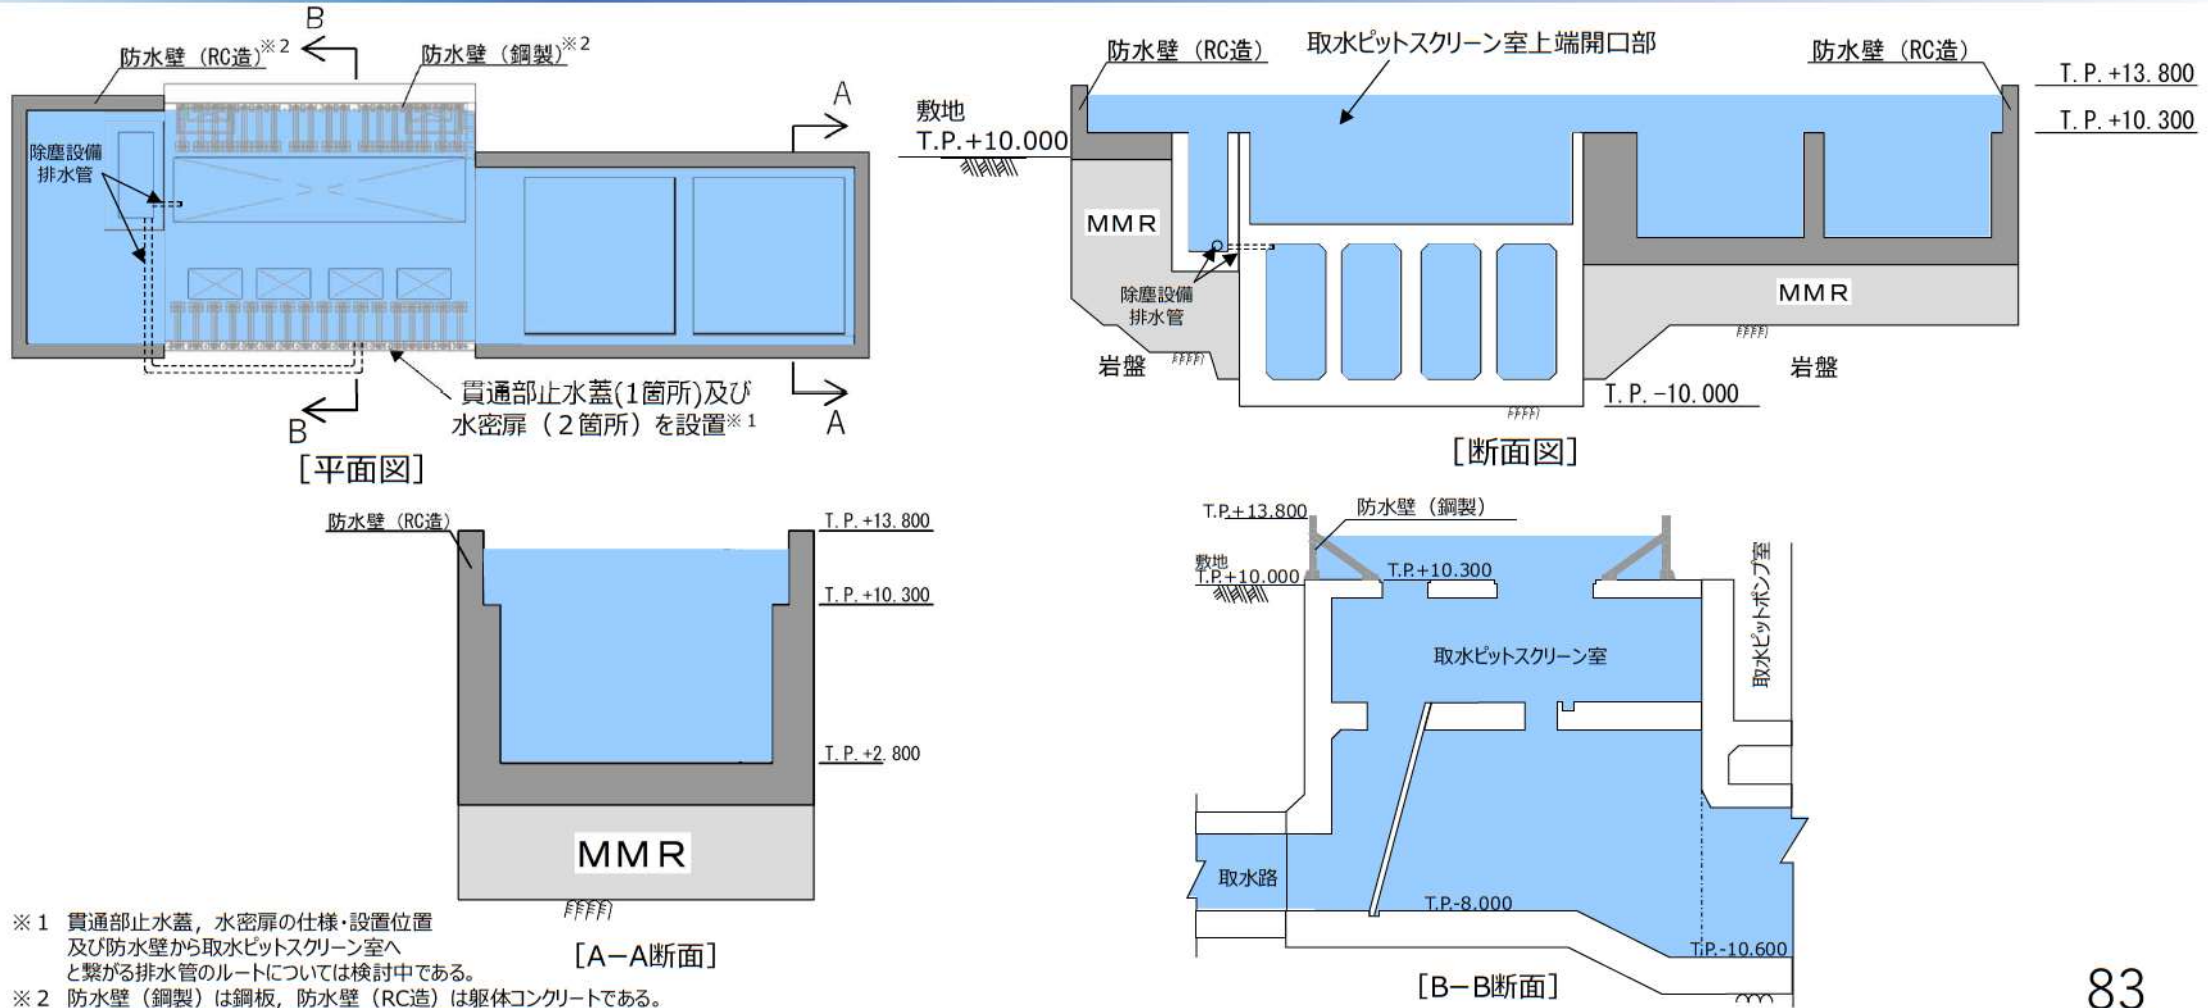 B
防水壁（RC造）※2
防水壁（鋼製）※2
除塵設備
排水管
A
貫通部止水蓋(1箇所)及び
水密扉（2箇所）を設置※1
B
A
[平面図]
防水壁（RC造）
取水ピットスクリーン室上端開口部
防水壁（RC造）
T.P.+13.800
敷地
T.P.+10.000
T.P.+10.300
MMR
除塵設備
排水管
MMR
岩盤
岩盤
T.P.-10.000
[断面図]
防水壁（RC造）
T.P.+13.800
T.P.+10.300
T.P.+2.800
MMR
[A-A断面]
T.P.+13.800
防水壁（鋼製）
敷地
T.P.+10.000
T.P.+10.300
取水ピットスクリーン室
取水ピットポンプ室
取水路
T.P.-8.000
T.P.-10.600
[B-B断面]
※1 貫通部止水蓋，水密扉の仕様・設置位置
及び防水壁から取水ピットスクリーン室へ
と繋がる排水管のルートについては検討中である。
※2 防水壁（鋼製）は鋼板，防水壁（RC造）は躯体コンクリートである。
83